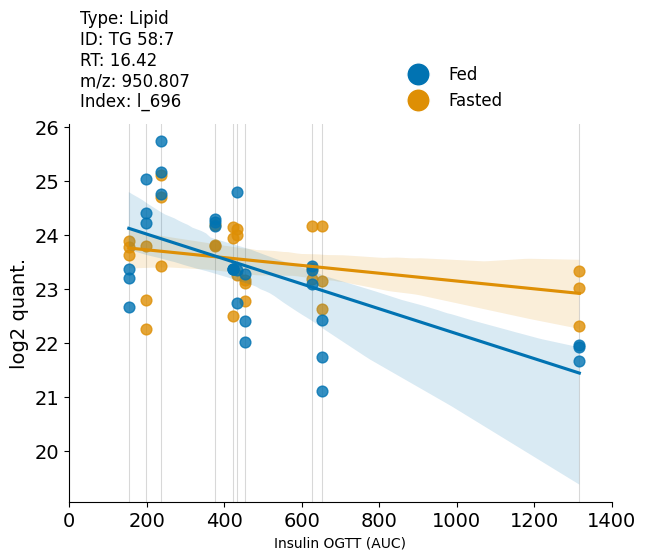 Type: Lipid
ID: TG 58:7
RT: 16.42
m/z: 950.807
Index: l_696
Fed
Fasted
26
25
24
23
22
21
20
log2 quant.
0 200 400 600 800 1000 1200 1400
Insulin OGTT (AUC)